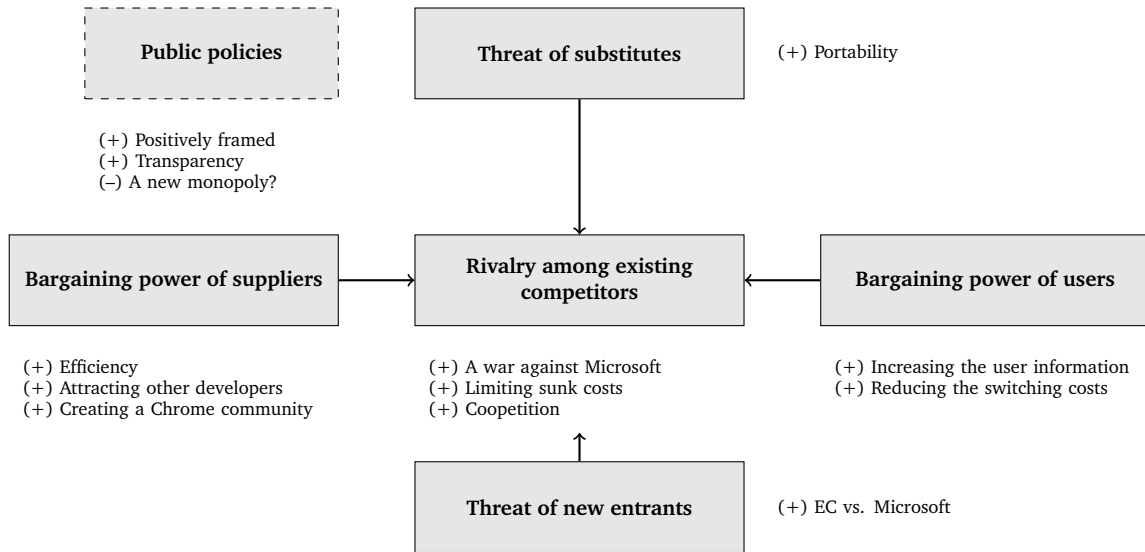 Public policies
Threat of substitutes
(+) Portability
(+) Positively framed
(+) Transparency
(–) A new monopoly?
Bargaining power of suppliers
Rivalry among existing
competitors
Bargaining power of users
(+) Efficiency
(+) Attracting other developers
(+) Creating a Chrome community
(+) A war against Microsoft
(+) Limiting sunk costs
(+) Coopetition
(+) Increasing the user information
(+) Reducing the switching costs
Threat of new entrants
(+) EC vs. Microsoft